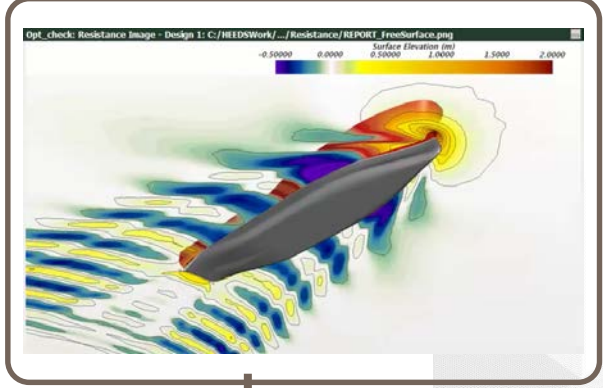 Opt_check: Resistance Image - Design 1: C:/HEEDSWork/.../Resistance/REPORT_FreeSurface.png
Surface Elevation (m)
-0.50000 0.0000 0.50000 1.0000 1.5000 2.0000